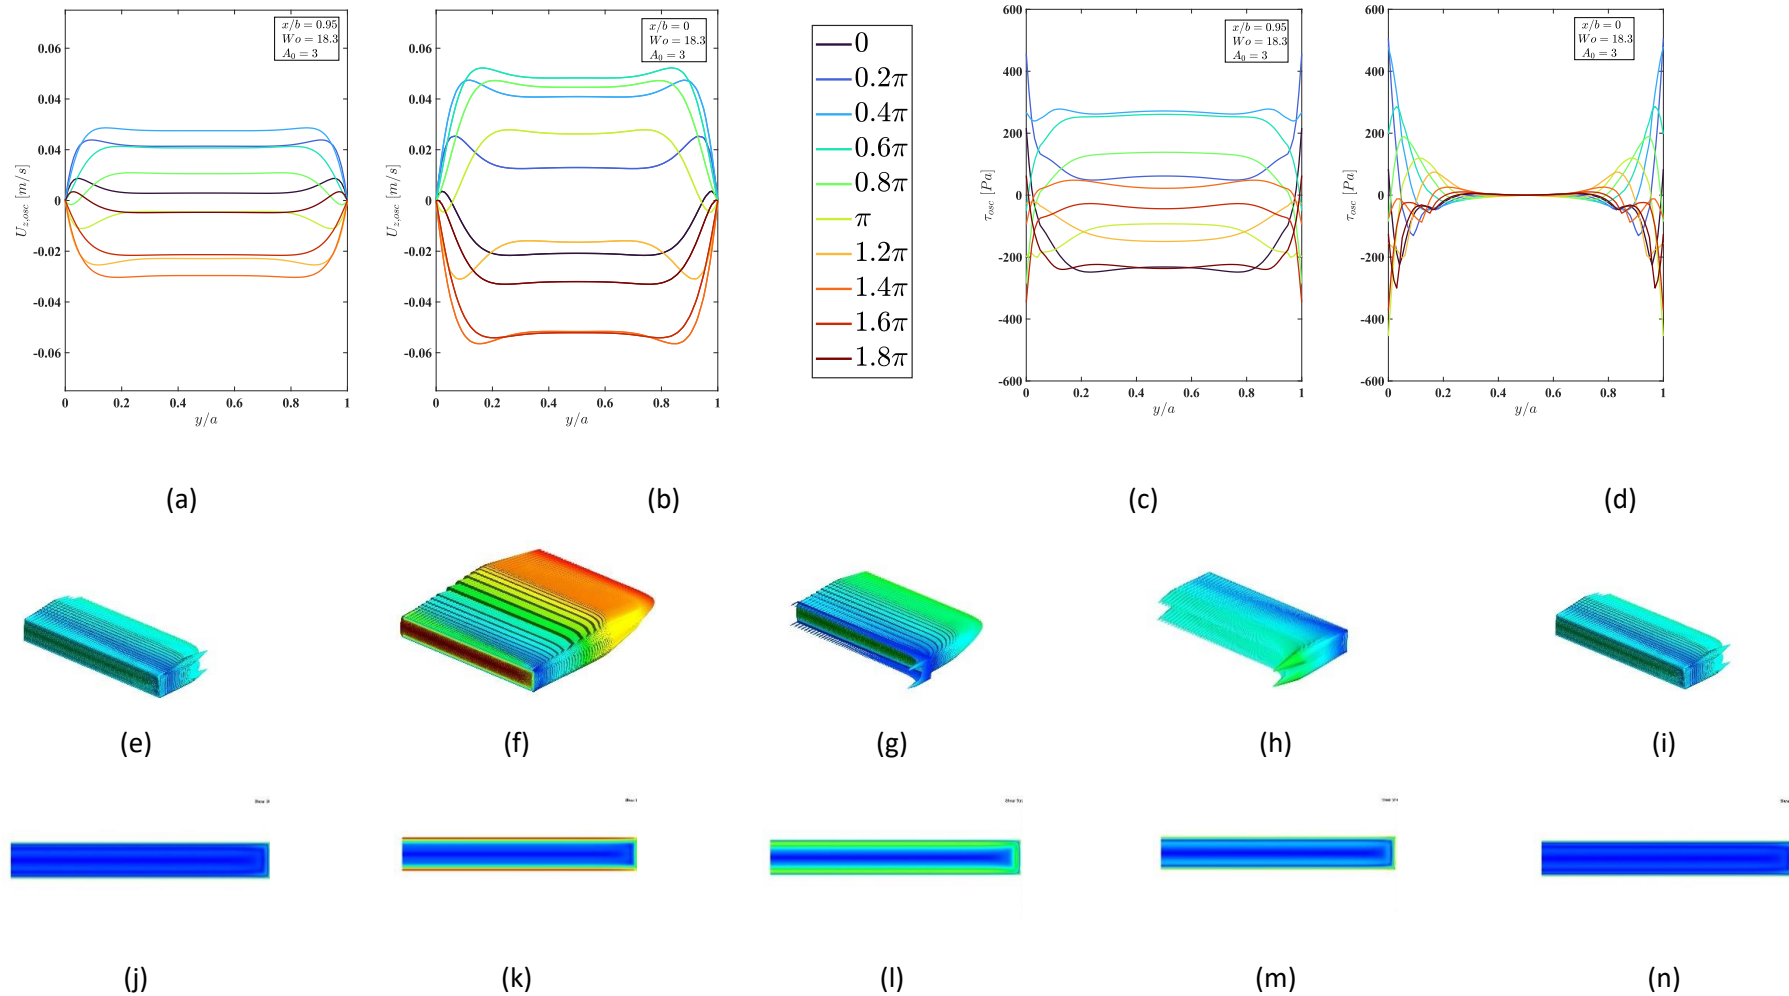 x/b = 0.95
Wo = 18.3
A0 = 3
0.06
0.04
0.02
0
-0.02
-0.04
-0.06
Uz,osc [m/s]
0 0.2 0.4 0.6 0.8 1
y/a
(a)
x/b = 0
Wo = 18.3
A0 = 3
0.06
0.04
0.02
0
-0.02
-0.04
-0.06
Uz,osc [m/s]
0 0.2 0.4 0.6 0.8 1
y/a
(b)
0
0.2π
0.4π
0.6π
0.8π
π
1.2π
1.4π
1.6π
1.8π
x/b = 0.95
Wo = 18.3
A0 = 3
600
400
200
0
-200
-400
-600
τosc [Pa]
0 0.2 0.4 0.6 0.8 1
y/a
(c)
x/b = 0
Wo = 18.3
A0 = 3
600
400
200
0
-200
-400
-600
τosc [Pa]
0 0.2 0.4 0.6 0.8 1
y/a
(d)
(e)
(f)
(g)
(h)
(i)
(j)
(k)
(l)
(m)
(n)